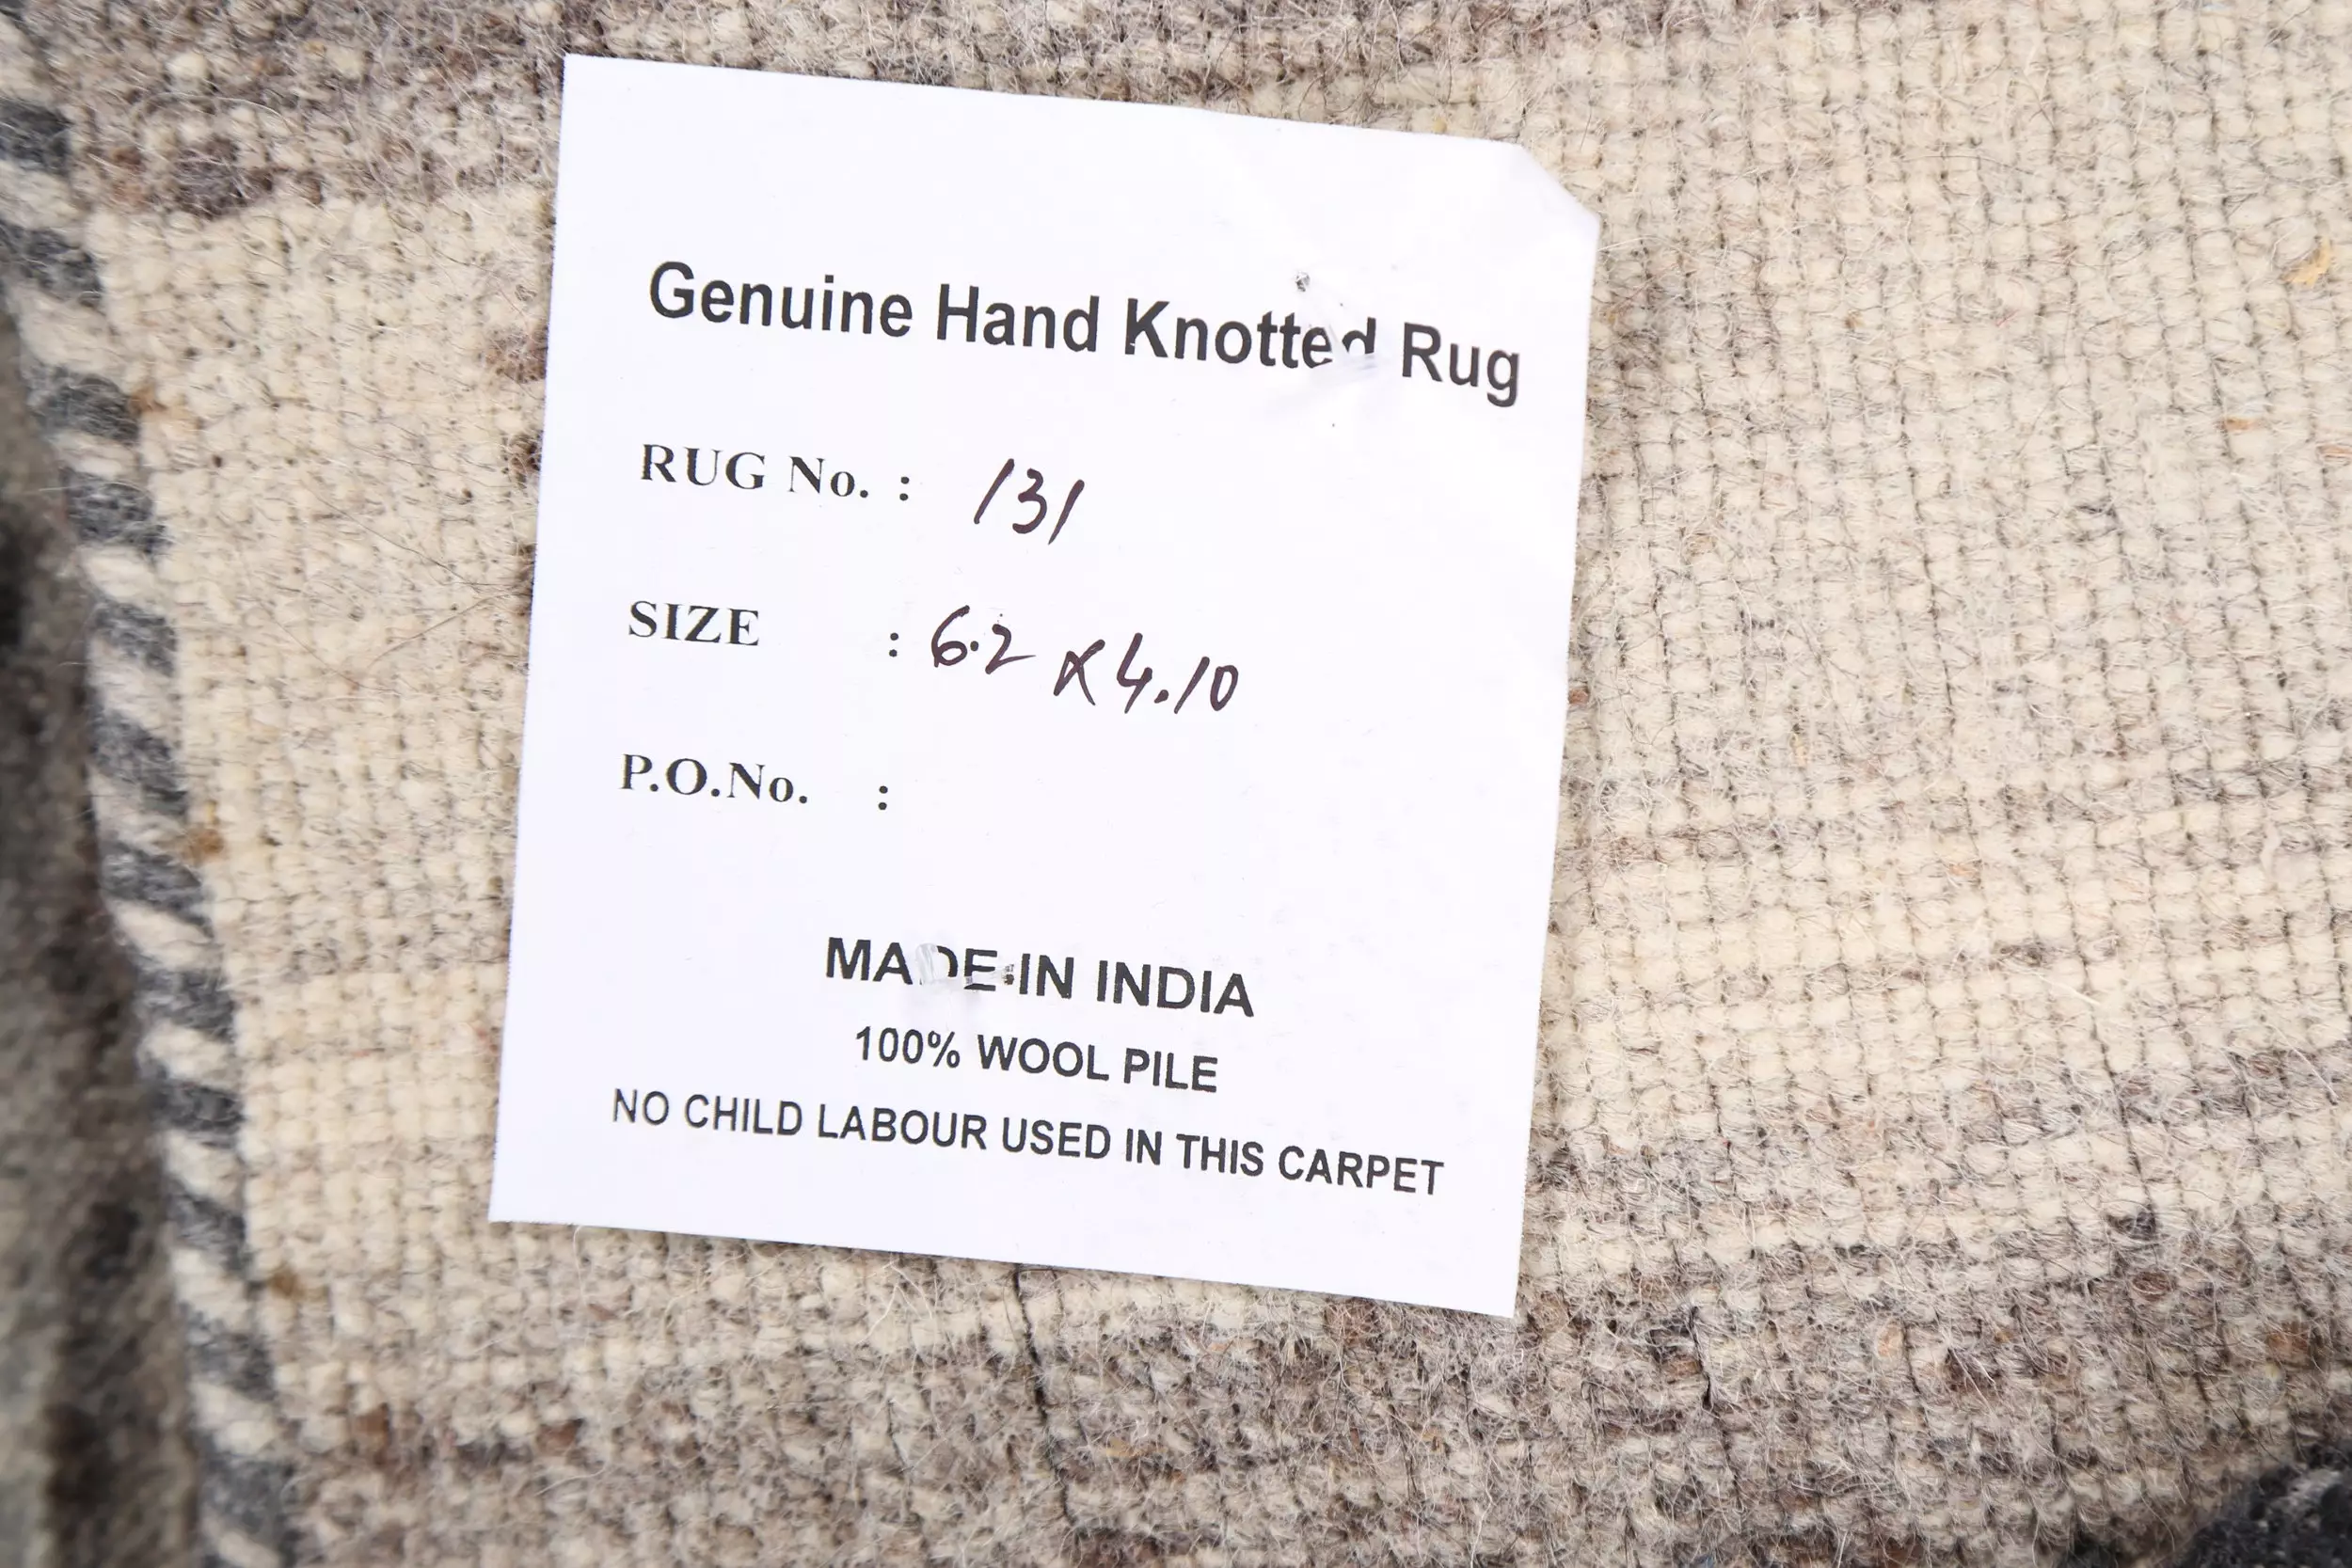 Genuine Hand Knotted Rug
RUG No. : 131
SIZE : 6.2 x 4.10
P.O.No. :
MADE IN INDIA
100% WOOL PILE
NO CHILD LABOUR USED IN THIS CARPET